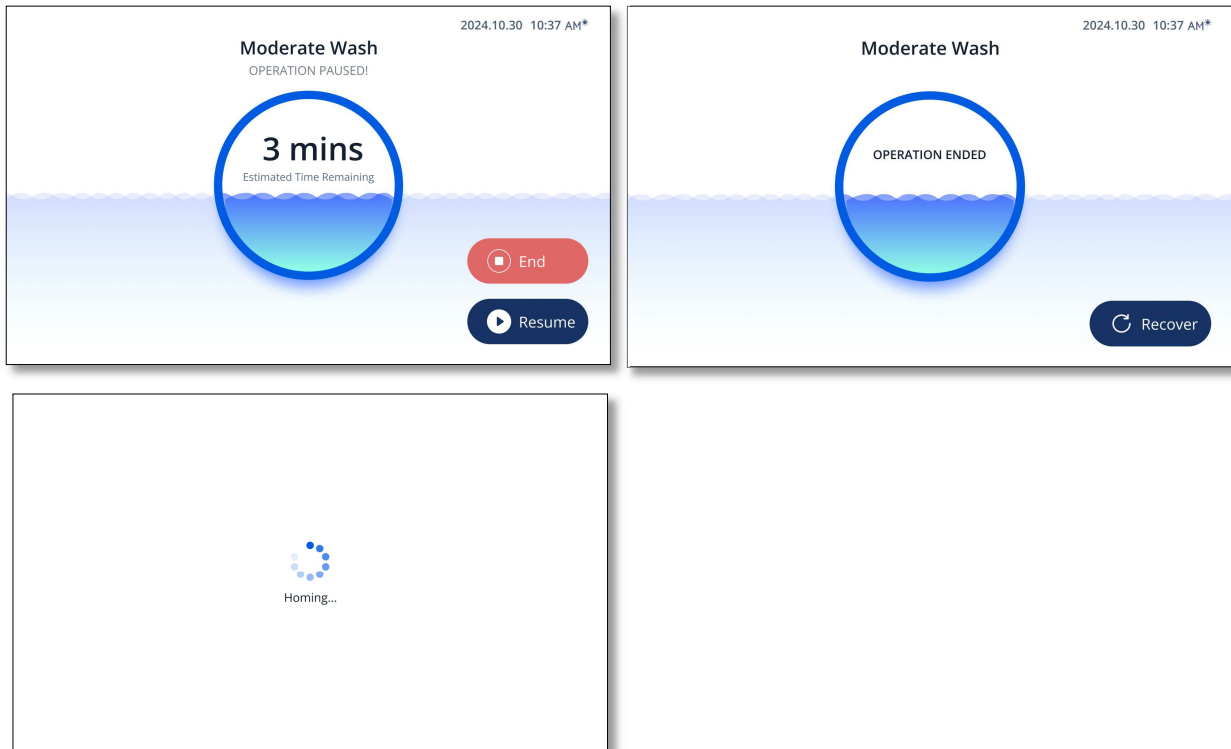 2024.10.30 10:37 AM*
Moderate Wash
OPERATION PAUSED!
3 mins
Estimated Time Remaining
End
Resume
2024.10.30 10:37 AM*
Moderate Wash
OPERATION ENDED
Recover
Homing...